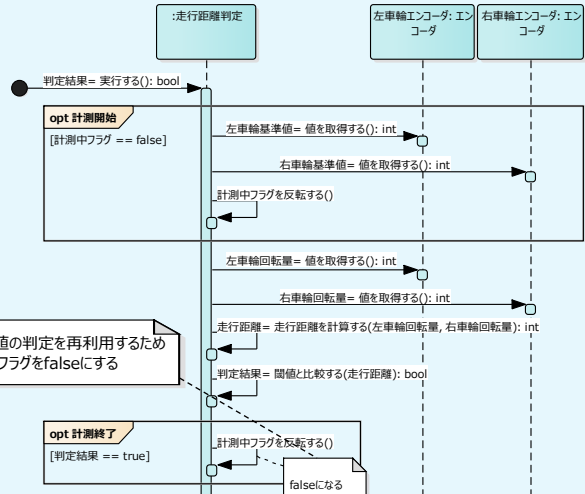 :走行距離判定
左車輪エンコーダ: エン
コーダ
右車輪エンコーダ: エン
コーダ
判定結果= 実行する(): bool
opt 計測開始
[計測中フラグ == false]
左車輪基準値= 値を取得する(): int
右車輪基準値= 値を取得する(): int
計測中フラグを反転する()
左車輪回転量= 値を取得する(): int
右車輪回転量= 値を取得する(): int
走行距離= 走行距離を計算する(左車輪回転量, 右車輪回転量): int
値の判定を再利用するため
フラグをfalseにする
判定結果= 閾値と比較する(走行距離): bool
opt 計測終了
[判定結果 == true]
計測中フラグを反転する()
falseになる